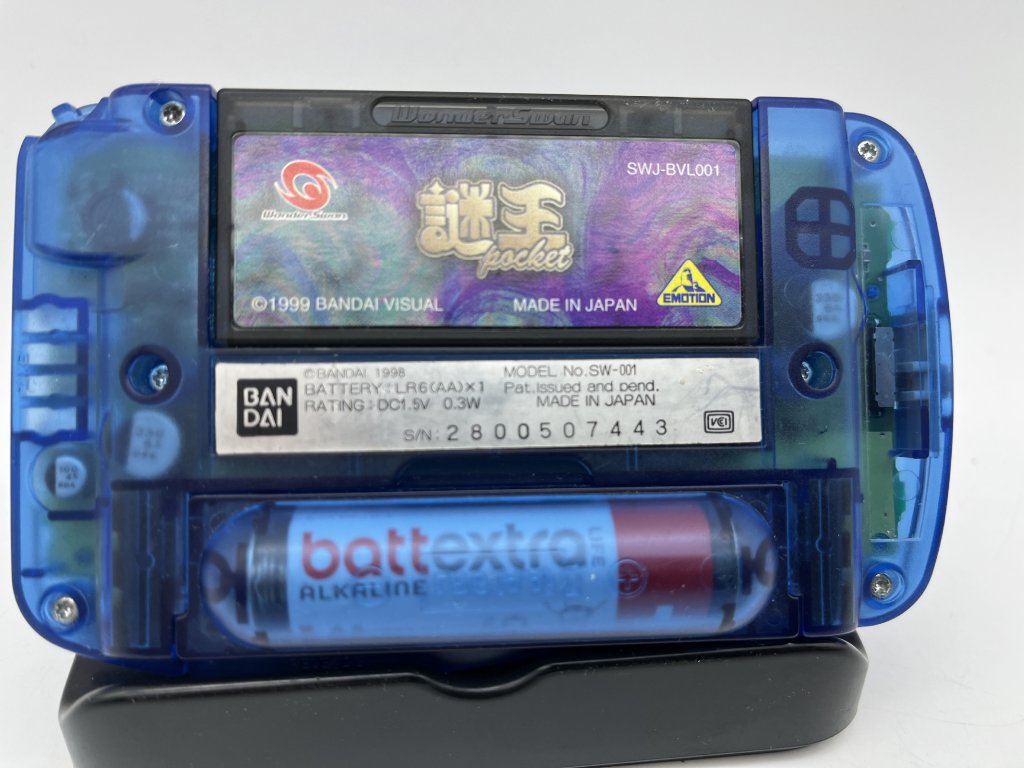 WonderSwan
SWJ-BVL001
WonderSwan
謎王
pocket
EMOTION
©1999 BANDAI VISUAL
MADE IN JAPAN
BAN
DAI
©BANDAI 1998
BATTERY:LR6(AA)×1
RATING:DC1.5V 0.3W
MODEL No.SW-001
Pat.issued and pend.
MADE IN JAPAN
S/N:2800507443
VCI
battextra
LIFE
ALKALINE